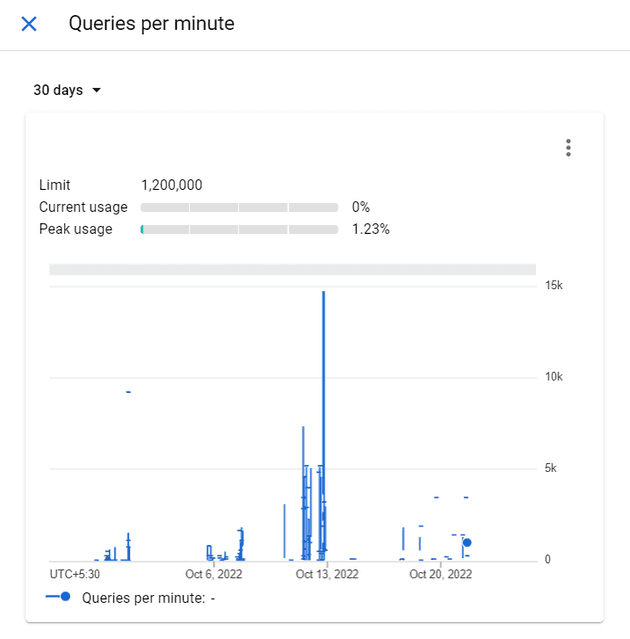 Queries per minute
30 days
Limit 1,200,000
Current usage 0%
Peak usage 1.23%
15k
10k
5k
0
UTC+5:30 Oct 6, 2022 Oct 13, 2022 Oct 20, 2022
Queries per minute: -